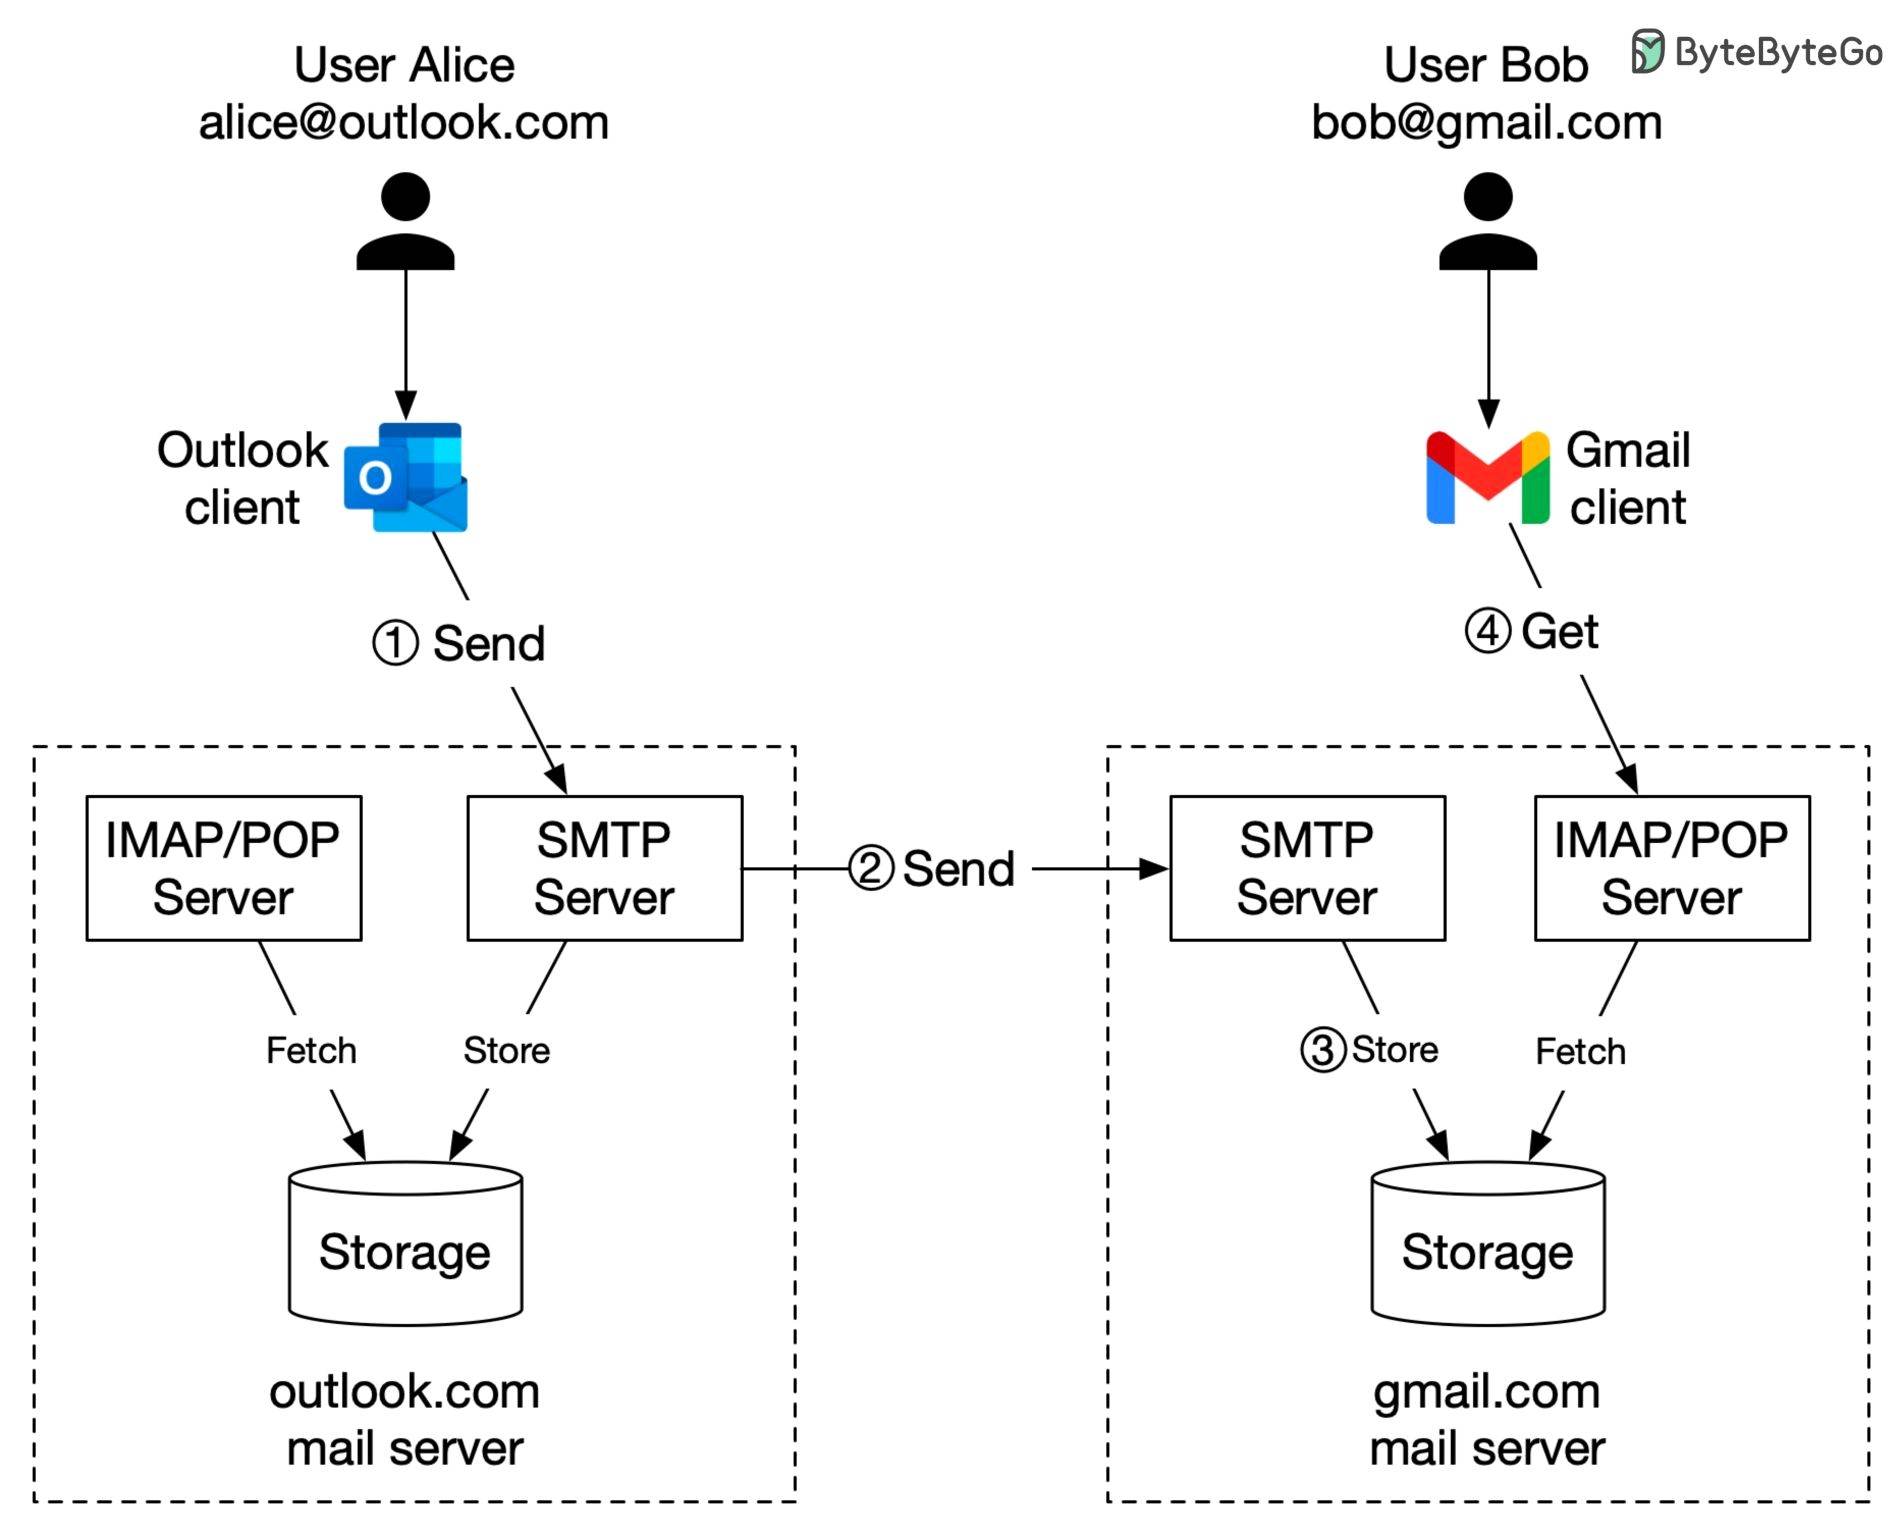 User Alice
alice@outlook.com
User Bob
bob@gmail.com
ByteByteGo
Outlook
client
O
Gmail
client
① Send
④ Get
IMAP/POP
Server
SMTP
Server
② Send
SMTP
Server
IMAP/POP
Server
Fetch
Store
③ Store
Fetch
Storage
Storage
outlook.com
mail server
gmail.com
mail server